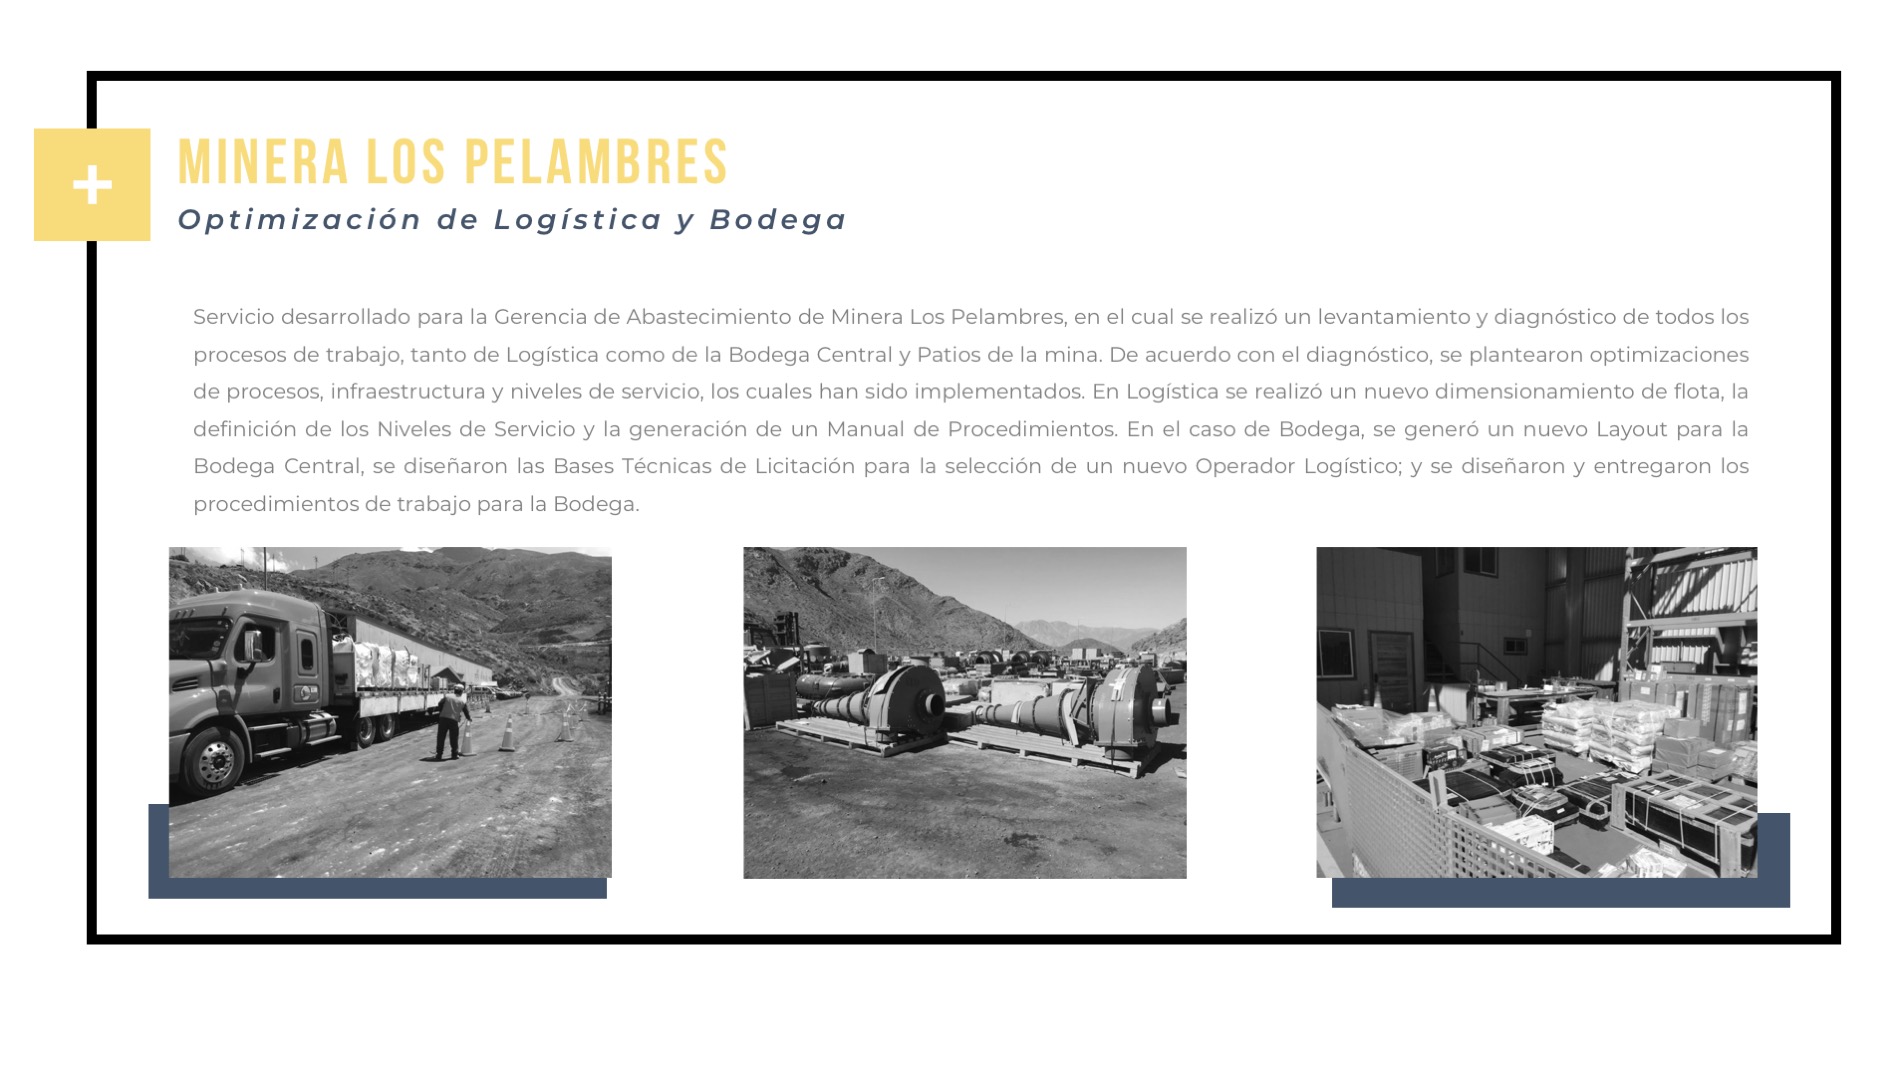 +
MINERA LOS PELAMBRES
Optimización de Logística y Bodega
Servicio desarrollado para la Gerencia de Abastecimiento de Minera Los Pelambres, en el cual se realizó un levantamiento y diagnóstico de todos los
procesos de trabajo, tanto de Logística como de la Bodega Central y Patios de la mina. De acuerdo con el diagnóstico, se plantearon optimizaciones
de procesos, infraestructura y niveles de servicio, los cuales han sido implementados. En Logística se realizó un nuevo dimensionamiento de flota, la
definición de los Niveles de Servicio y la generación de un Manual de Procedimientos. En el caso de Bodega, se generó un nuevo Layout para la
Bodega Central, se diseñaron las Bases Técnicas de Licitación para la selección de un nuevo Operador Logístico; y se diseñaron y entregaron los
procedimientos de trabajo para la Bodega.